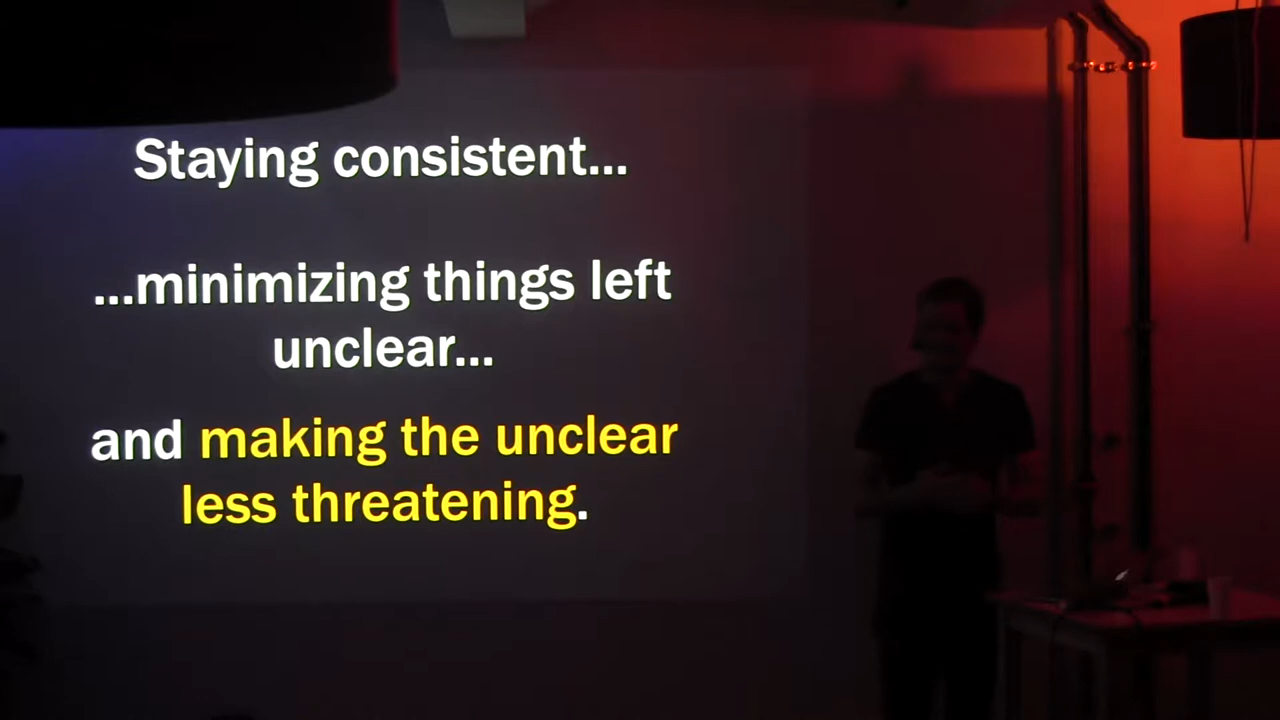 Staying consistent...
...minimizing things left
unclear...
and making the unclear
less threatening.